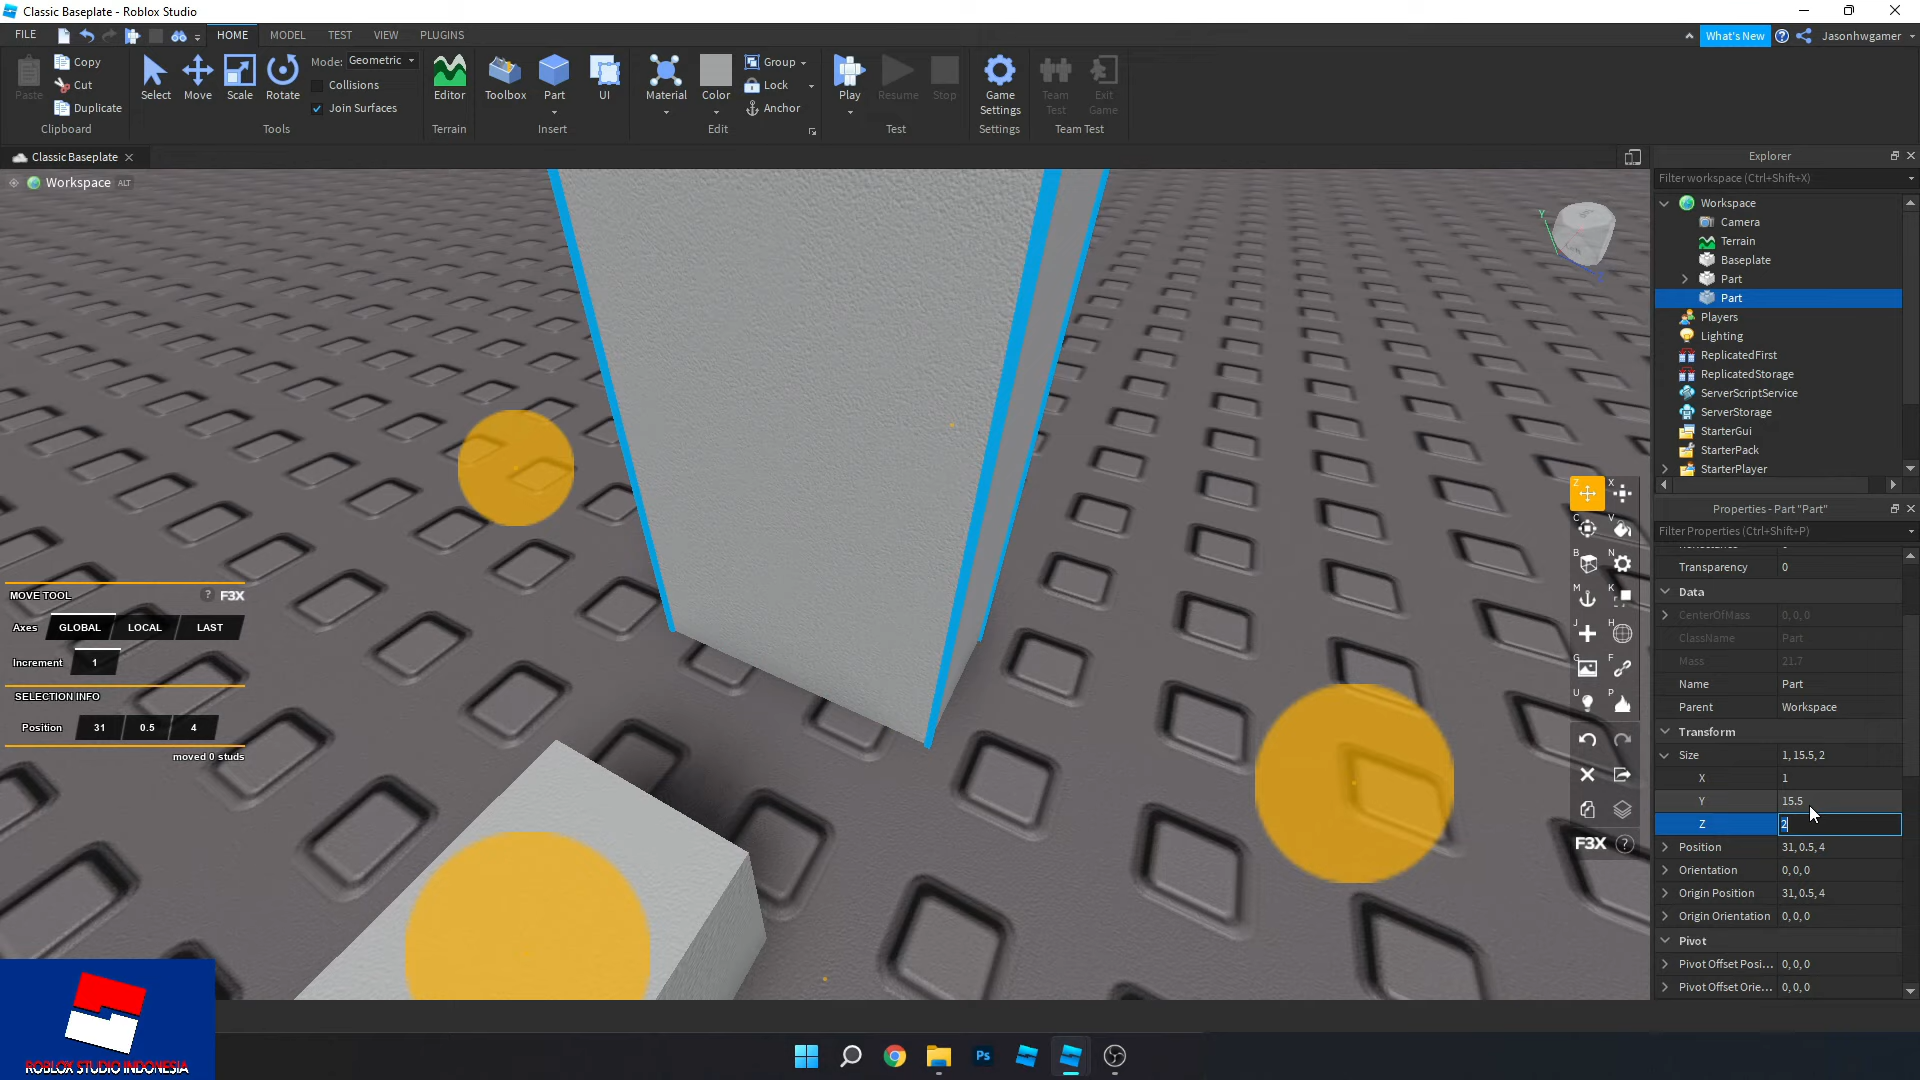 Classic Baseplate - Roblox Studio
FILE HOME MODEL TEST VIEW PLUGINS What's New Jasonhwgamer
Paste Copy Cut Duplicate Clipboard
Select Move Scale Rotate Mode: Geometric Collisions Join Surfaces Tools
Editor Terrain
Toolbox Part UI Insert
Material Color Group Lock Anchor Edit
Play Resume Stop Test
Game Settings Settings
Team Test Exit Game Team Test
Classic Baseplate
Workspace ALT
Y
Explorer
Filter workspace (Ctrl+Shift+X)
Workspace
Camera
Terrain
Baseplate
Part
Part
Players
Lighting
ReplicatedFirst
ReplicatedStorage
ServerScriptService
ServerStorage
StarterGui
StarterPack
StarterPlayer
MOVE TOOL ? F3X
Axes GLOBAL LOCAL LAST
Increment 1
SELECTION INFO
Position 31 0.5 4
moved 0 studs
Z X
C V
B N
M K
J H
G F
U P
F3X ?
Properties - Part "Part"
Filter Properties (Ctrl+Shift+P)
Transparency 0
Data
CenterOfMass 0, 0, 0
ClassName Part
Mass 21.7
Name Part
Parent Workspace
Transform
Size 1, 15.5, 2
X 1
Y 15.5
Z 2
Position 31, 0.5, 4
Orientation 0, 0, 0
Origin Position 31, 0.5, 4
Origin Orientation 0, 0, 0
Pivot
Pivot Offset Posi... 0, 0, 0
Pivot Offset Orie... 0, 0, 0
ROBLOX STUDIO INDONESIA
Ps